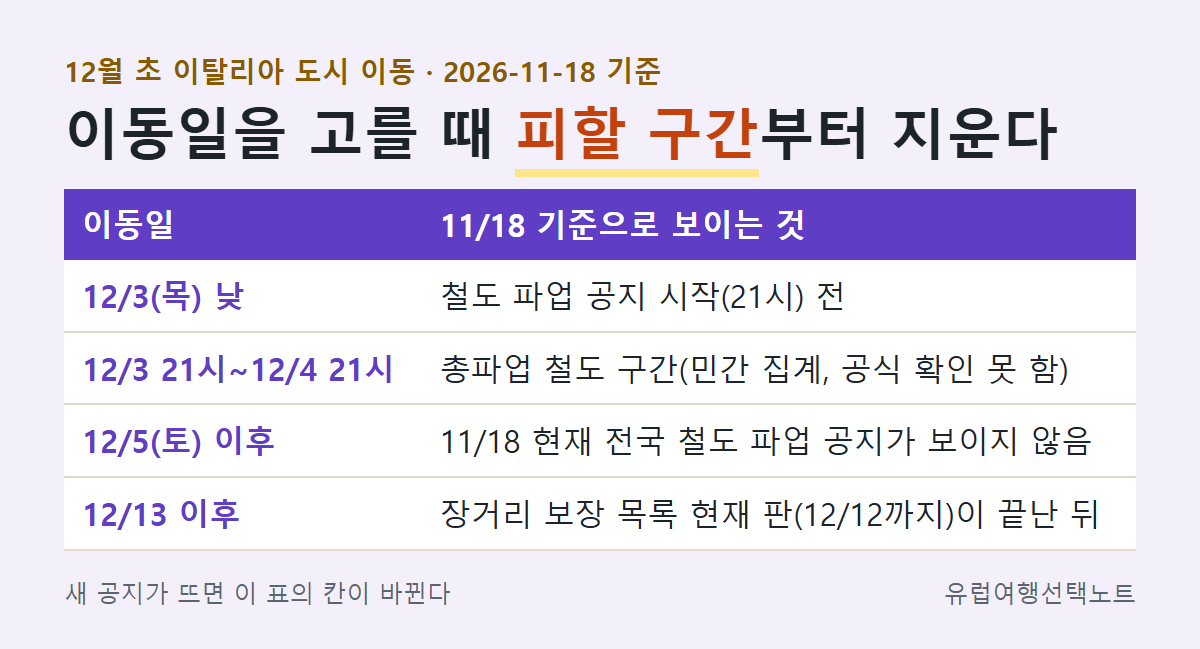 12월 초 이탈리아 도시 이동 · 2026-11-18 기준
이동일을 고를 때 피할 구간부터 지운다
이동일 11/18 기준으로 보이는 것
12/3(목) 낮 철도 파업 공지 시작(21시) 전
12/3 21시~12/4 21시 총파업 철도 구간(민간 집계, 공식 확인 못 함)
12/5(토) 이후 11/18 현재 전국 철도 파업 공지가 보이지 않음
12/13 이후 장거리 보장 목록 현재 판(12/12까지)이 끝난 뒤
새 공지가 뜨면 이 표의 칸이 바뀐다 유럽여행선택노트